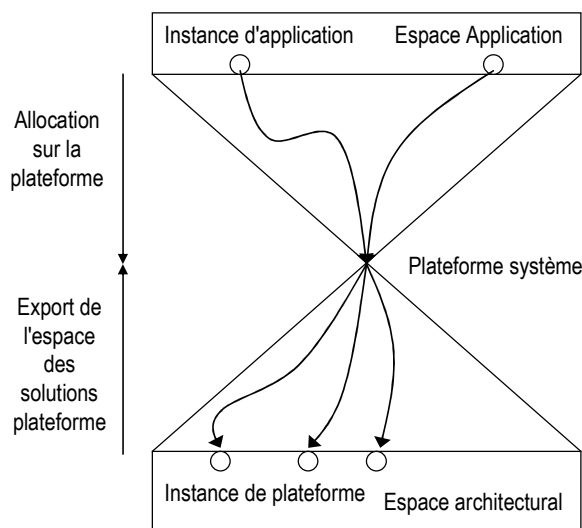 Instance d'application
Espace Application
Allocation
sur la
plateforme
Plateforme système
Export de
l'espace
des
solutions
plateforme
Instance de plateforme
Espace architectural